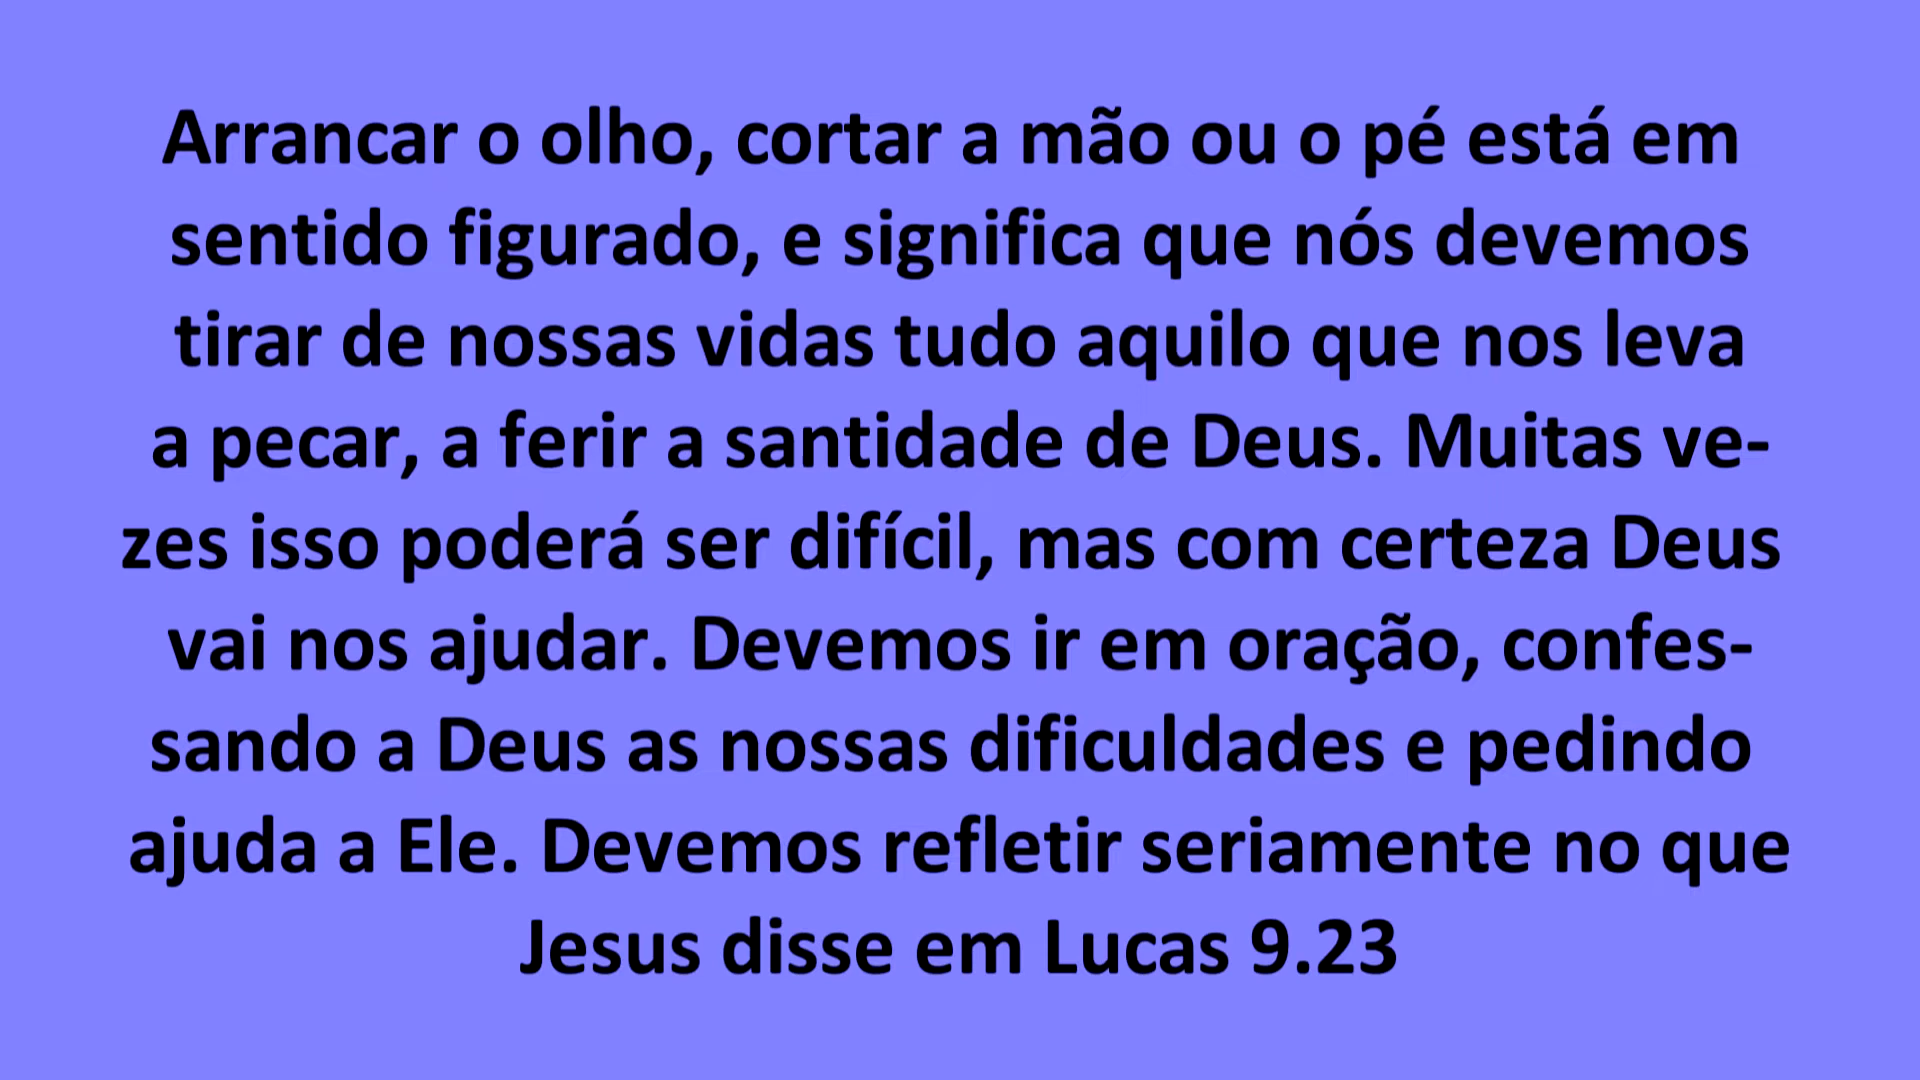 Arrancar o olho, cortar a mão ou o pé está em
sentido figurado, e significa que nós devemos
tirar de nossas vidas tudo aquilo que nos leva
a pecar, a ferir a santidade de Deus. Muitas ve-
zes isso poderá ser difícil, mas com certeza Deus
vai nos ajudar. Devemos ir em oração, confes-
sando a Deus as nossas dificuldades e pedindo
ajuda a Ele. Devemos refletir seriamente no que
Jesus disse em Lucas 9.23